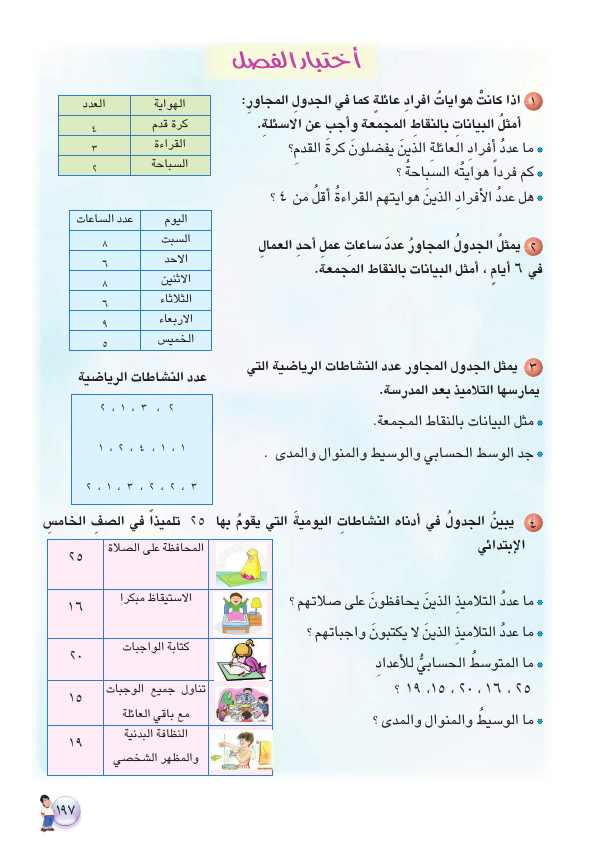 أختبار الفصل
١ اذا كانتْ هواياتُ افرادِ عائلةٍ كما في الجدولِ المجاورِ:
أمثلُ البياناتِ بالنقاطِ المجمعة وأجب عن الاسئلةِ.
• ما عددُ أفرادِ العائلةِ الذينَ يفضلونَ كرةَ القدمِ؟
• كم فرداً هوايتُه السباحةُ ؟
• هل عددُ الأفرادِ الذينَ هوايتهم القراءةُ أقلُ من ٤ ؟
الهواية العدد
كرة قدم ٤
القراءة ٣
السباحة ٢
٢ يمثلُ الجدولُ المجاورُ عددَ ساعاتِ عملِ أحدِ العمالِ
في ٦ أيامٍ ، أمثل البيانات بالنقاط المجمعة.
اليوم عدد الساعات
السبت ٨
الاحد ٦
الاثنين ٨
الثلاثاء ٦
الاربعاء ٩
الخميس ٥
٣ يمثل الجدول المجاور عدد النشاطات الرياضية التي
يمارسها التلاميذ بعد المدرسة.
• مثل البيانات بالنقاط المجمعة.
• جد الوسط الحسابي والوسيط والمنوال والمدى .
عدد النشاطات الرياضية
٢ ، ٣ ، ١ ، ٢
١ ، ١ ، ٤ ، ٢ ، ١
٣ ، ٢ ، ٢ ، ٣ ، ١ ، ٢
٤ يبينُ الجدولُ في أدناه النشاطاتِ اليوميةَ التي يقومُ بها ٢٥ تلميذاً في الصفِ الخامسِ
الإبتدائي
• ما عددُ التلاميذِ الذينَ يحافظونَ على صلاتهم ؟
• ما عددُ التلاميذِ الذينَ لا يكتبونَ واجباتهم ؟
• ما المتوسطُ الحسابيُّ للأعدادِ
٢٥ ، ١٦ ، ٢٠ ، ١٥، ١٩ ؟
• ما الوسيطُ والمنوال والمدى ؟
المحافظة على الصلاة ٢٥
الاستيقاظ مبكرا ١٦
كتابة الواجبات ٢٠
تناول جميع الوجبات
مع باقي العائلة ١٥
النظافة البدنية
والمظهر الشخصي ١٩
١٩٧